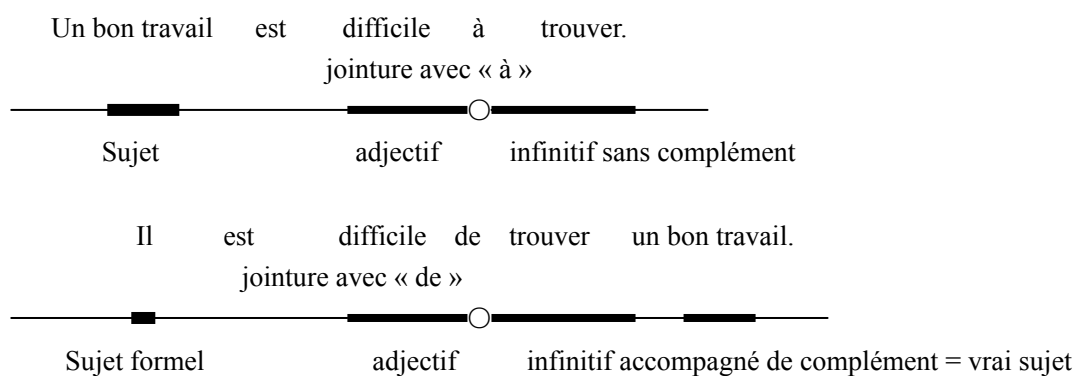 Un bon travail est difficile à trouver.
jointure avec « à »
Sujet adjectif infinitif sans complément
Il est difficile de trouver un bon travail.
jointure avec « de »
Sujet formel adjectif infinitif accompagné de complément = vrai sujet